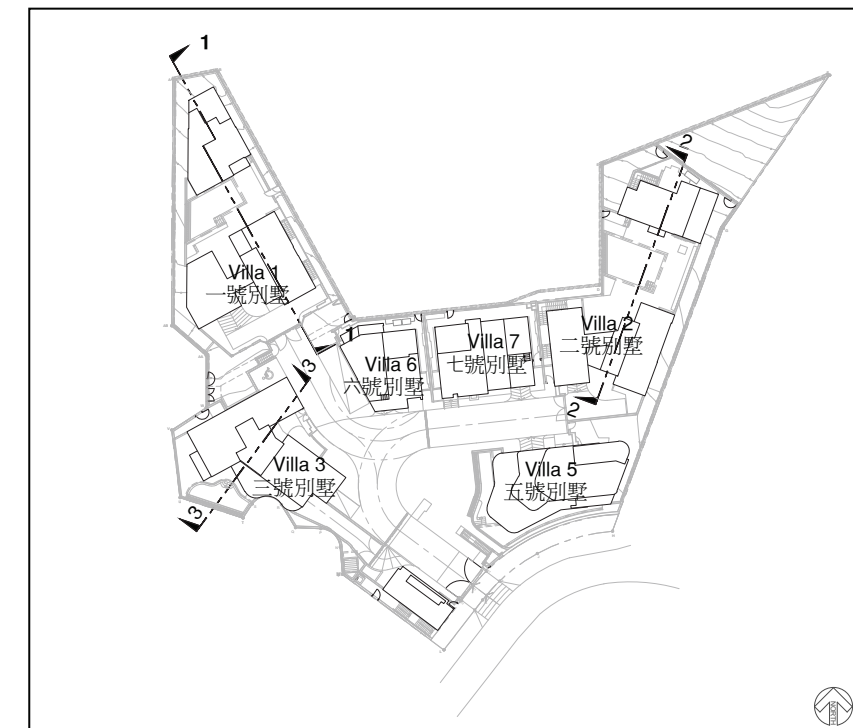 1
2
Villa 1
一號別墅
Villa 2
二號別墅
Villa 7
七號別墅
1
Villa 6
六號別墅
3
2
Villa 3
三號別墅
Villa 5
五號別墅
3
NORTH